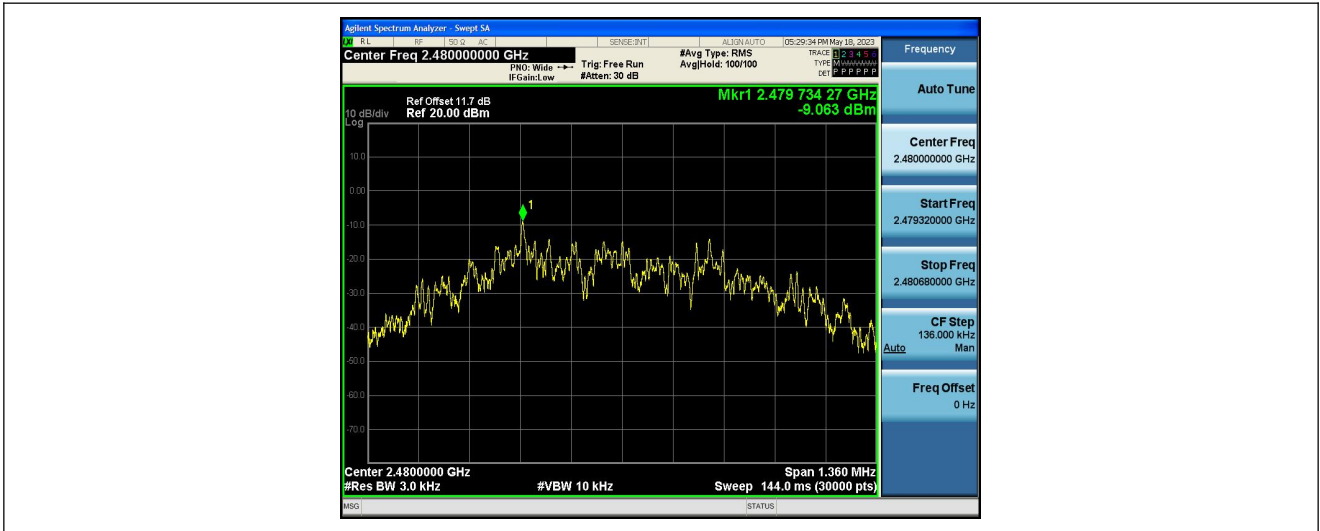 Agilent Spectrum Analyzer - Swept SA
RL RF 50 Ω AC SENSE:INT ALIGN AUTO 05:29:34 PM May 18, 2023
Center Freq 2.480000000 GHz
PNO: Wide
IFGain:Low
Trig: Free Run
#Atten: 30 dB
#Avg Type: RMS
Avg|Hold: 100/100
TRACE 1 2 3 4 5 6
TYPE M W W W W W
DET P P P P P P
Frequency
Mkr1 2.479 734 27 GHz
-9.063 dBm
Ref Offset 11.7 dB
10 dB/div Ref 20.00 dBm
Log
10.0
0.00
-10.0
-20.0
-30.0
-40.0
-50.0
-60.0
-70.0
1
Center 2.4800000 GHz Span 1.360 MHz
#Res BW 3.0 kHz #VBW 10 kHz Sweep 144.0 ms (30000 pts)
MSG STATUS
Auto Tune
Center Freq
2.480000000 GHz
Start Freq
2.479320000 GHz
Stop Freq
2.480680000 GHz
CF Step
136.000 kHz
Auto Man
Freq Offset
0 Hz